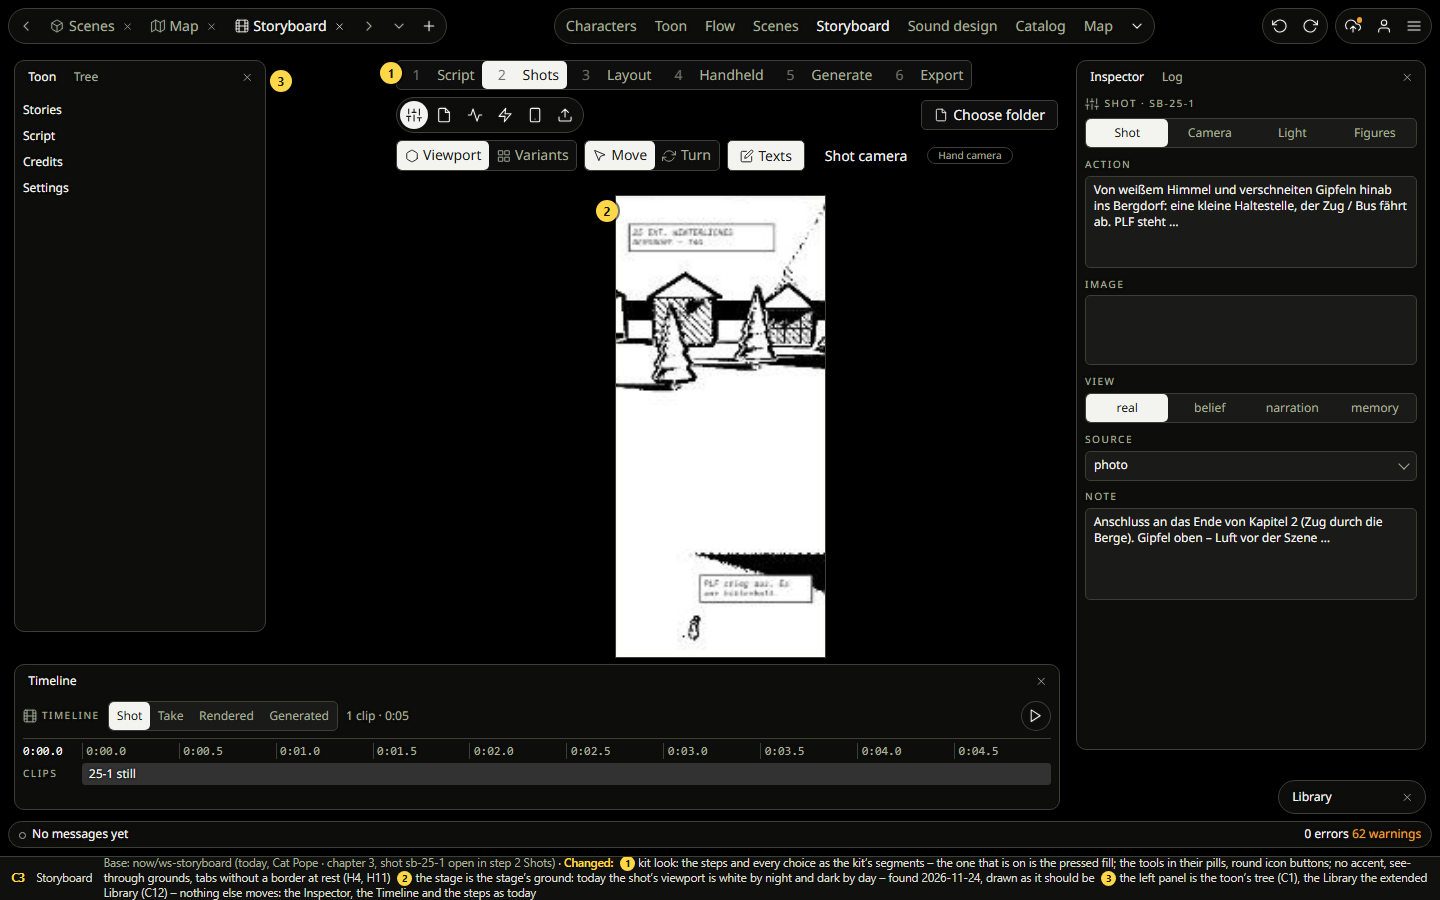 Scenes Map Storyboard
Characters Toon Flow Scenes Storyboard Sound design Catalog Map
Toon Tree
3
Stories
Script
Credits
Settings
1
1 Script 2 Shots 3 Layout 4 Handheld 5 Generate 6 Export
Choose folder
Viewport Variants Move Turn Texts Shot camera Hand camera
2
25 EXT. WINTERLICHES
Inspector Log
SHOT · SB-25-1
Shot Camera Light Figures
ACTION
Von weißem Himmel und verschneiten Gipfeln hinab
ins Bergdorf: eine kleine Haltestelle, der Zug / Bus fährt
ab. PLF steht ...
IMAGE
VIEW
real belief narration memory
SOURCE
photo
NOTE
Anschluss an das Ende von Kapitel 2 (Zug durch die
Berge). Gipfel oben – Luft vor der Szene ...
Timeline
TIMELINE Shot Take Rendered Generated 1 clip · 0:05
0:00.0 0:00.0 0:00.5 0:01.0 0:01.5 0:02.0 0:02.5 0:03.0 0:03.5 0:04.0 0:04.5
CLIPS 25-1 still
Library
No messages yet
0 errors 62 warnings
C3 Storyboard
Base: now/ws-storyboard (today, Cat Pope · chapter 3, shot sb-25-1 open in step 2 Shots) · Changed: 1 kit look: the steps and every choice as the kit's segments – the one that is on is the pressed fill; the tools in their pills, round icon buttons; no accent, see-
through grounds, tabs without a border at rest (H4, H11) 2 the stage is the stage's ground: today the shot's viewport is white by night and dark by day – found 2026-11-24, drawn as it should be 3 the left panel is the toon's tree (C1), the Library the extended
Library (C12) – nothing else moves: the Inspector, the Timeline and the steps as today